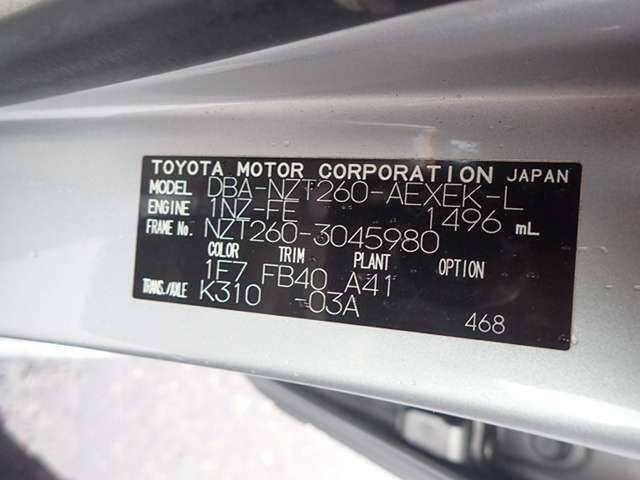 TOYOTA MOTOR CORPORATION JAPAN
MODEL DBA-NZT260-AEXEK-L
ENGINE 1NZ-FE 1496 mL
FRAME No. NZT260-3045980
COLOR TRIM PLANT OPTION
1F7 FB40 A41
TRANS./AXLE K310 -03A
468